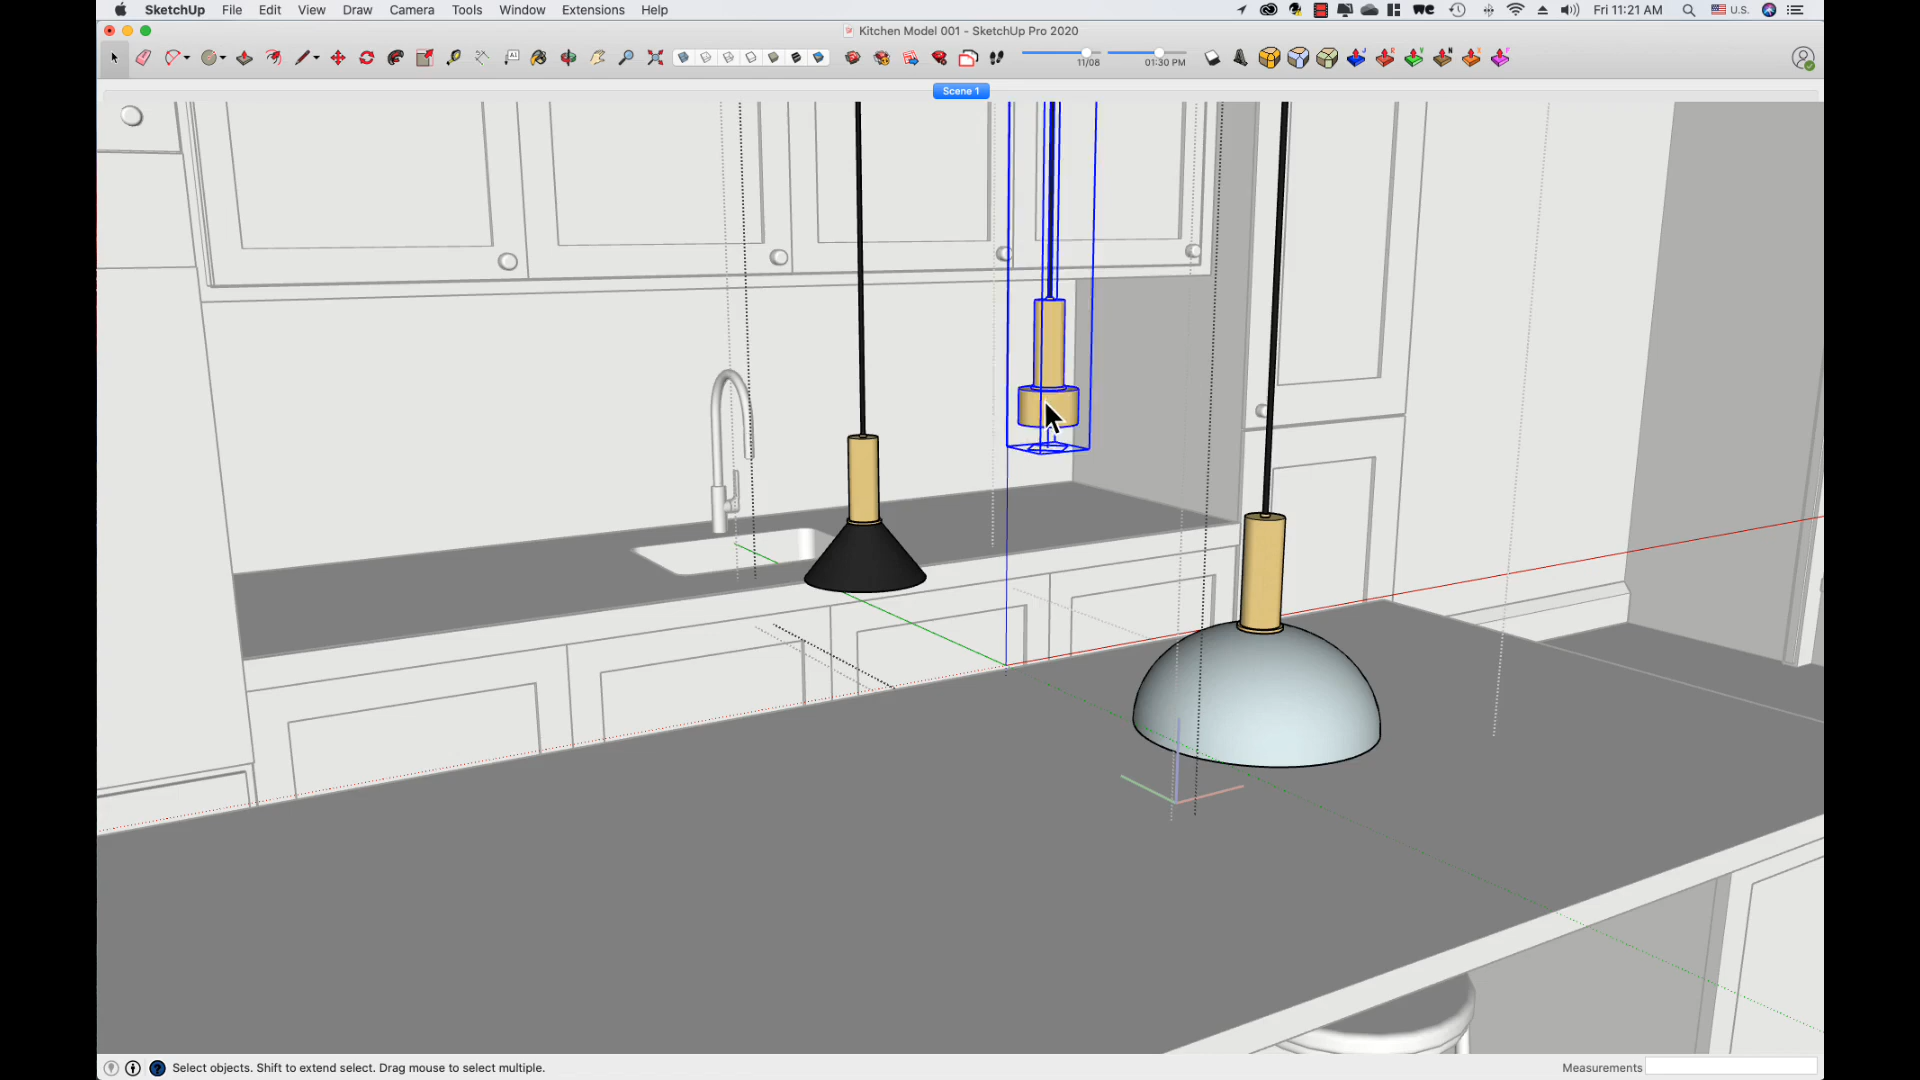 SketchUp File Edit View Draw Camera Tools Window Extensions Help U.S. Fri 11:21 AM
Kitchen Model 001 - SketchUp Pro 2020
11/08 01:30 PM
Scene 1
Select objects. Shift to extend select. Drag mouse to select multiple. Measurements